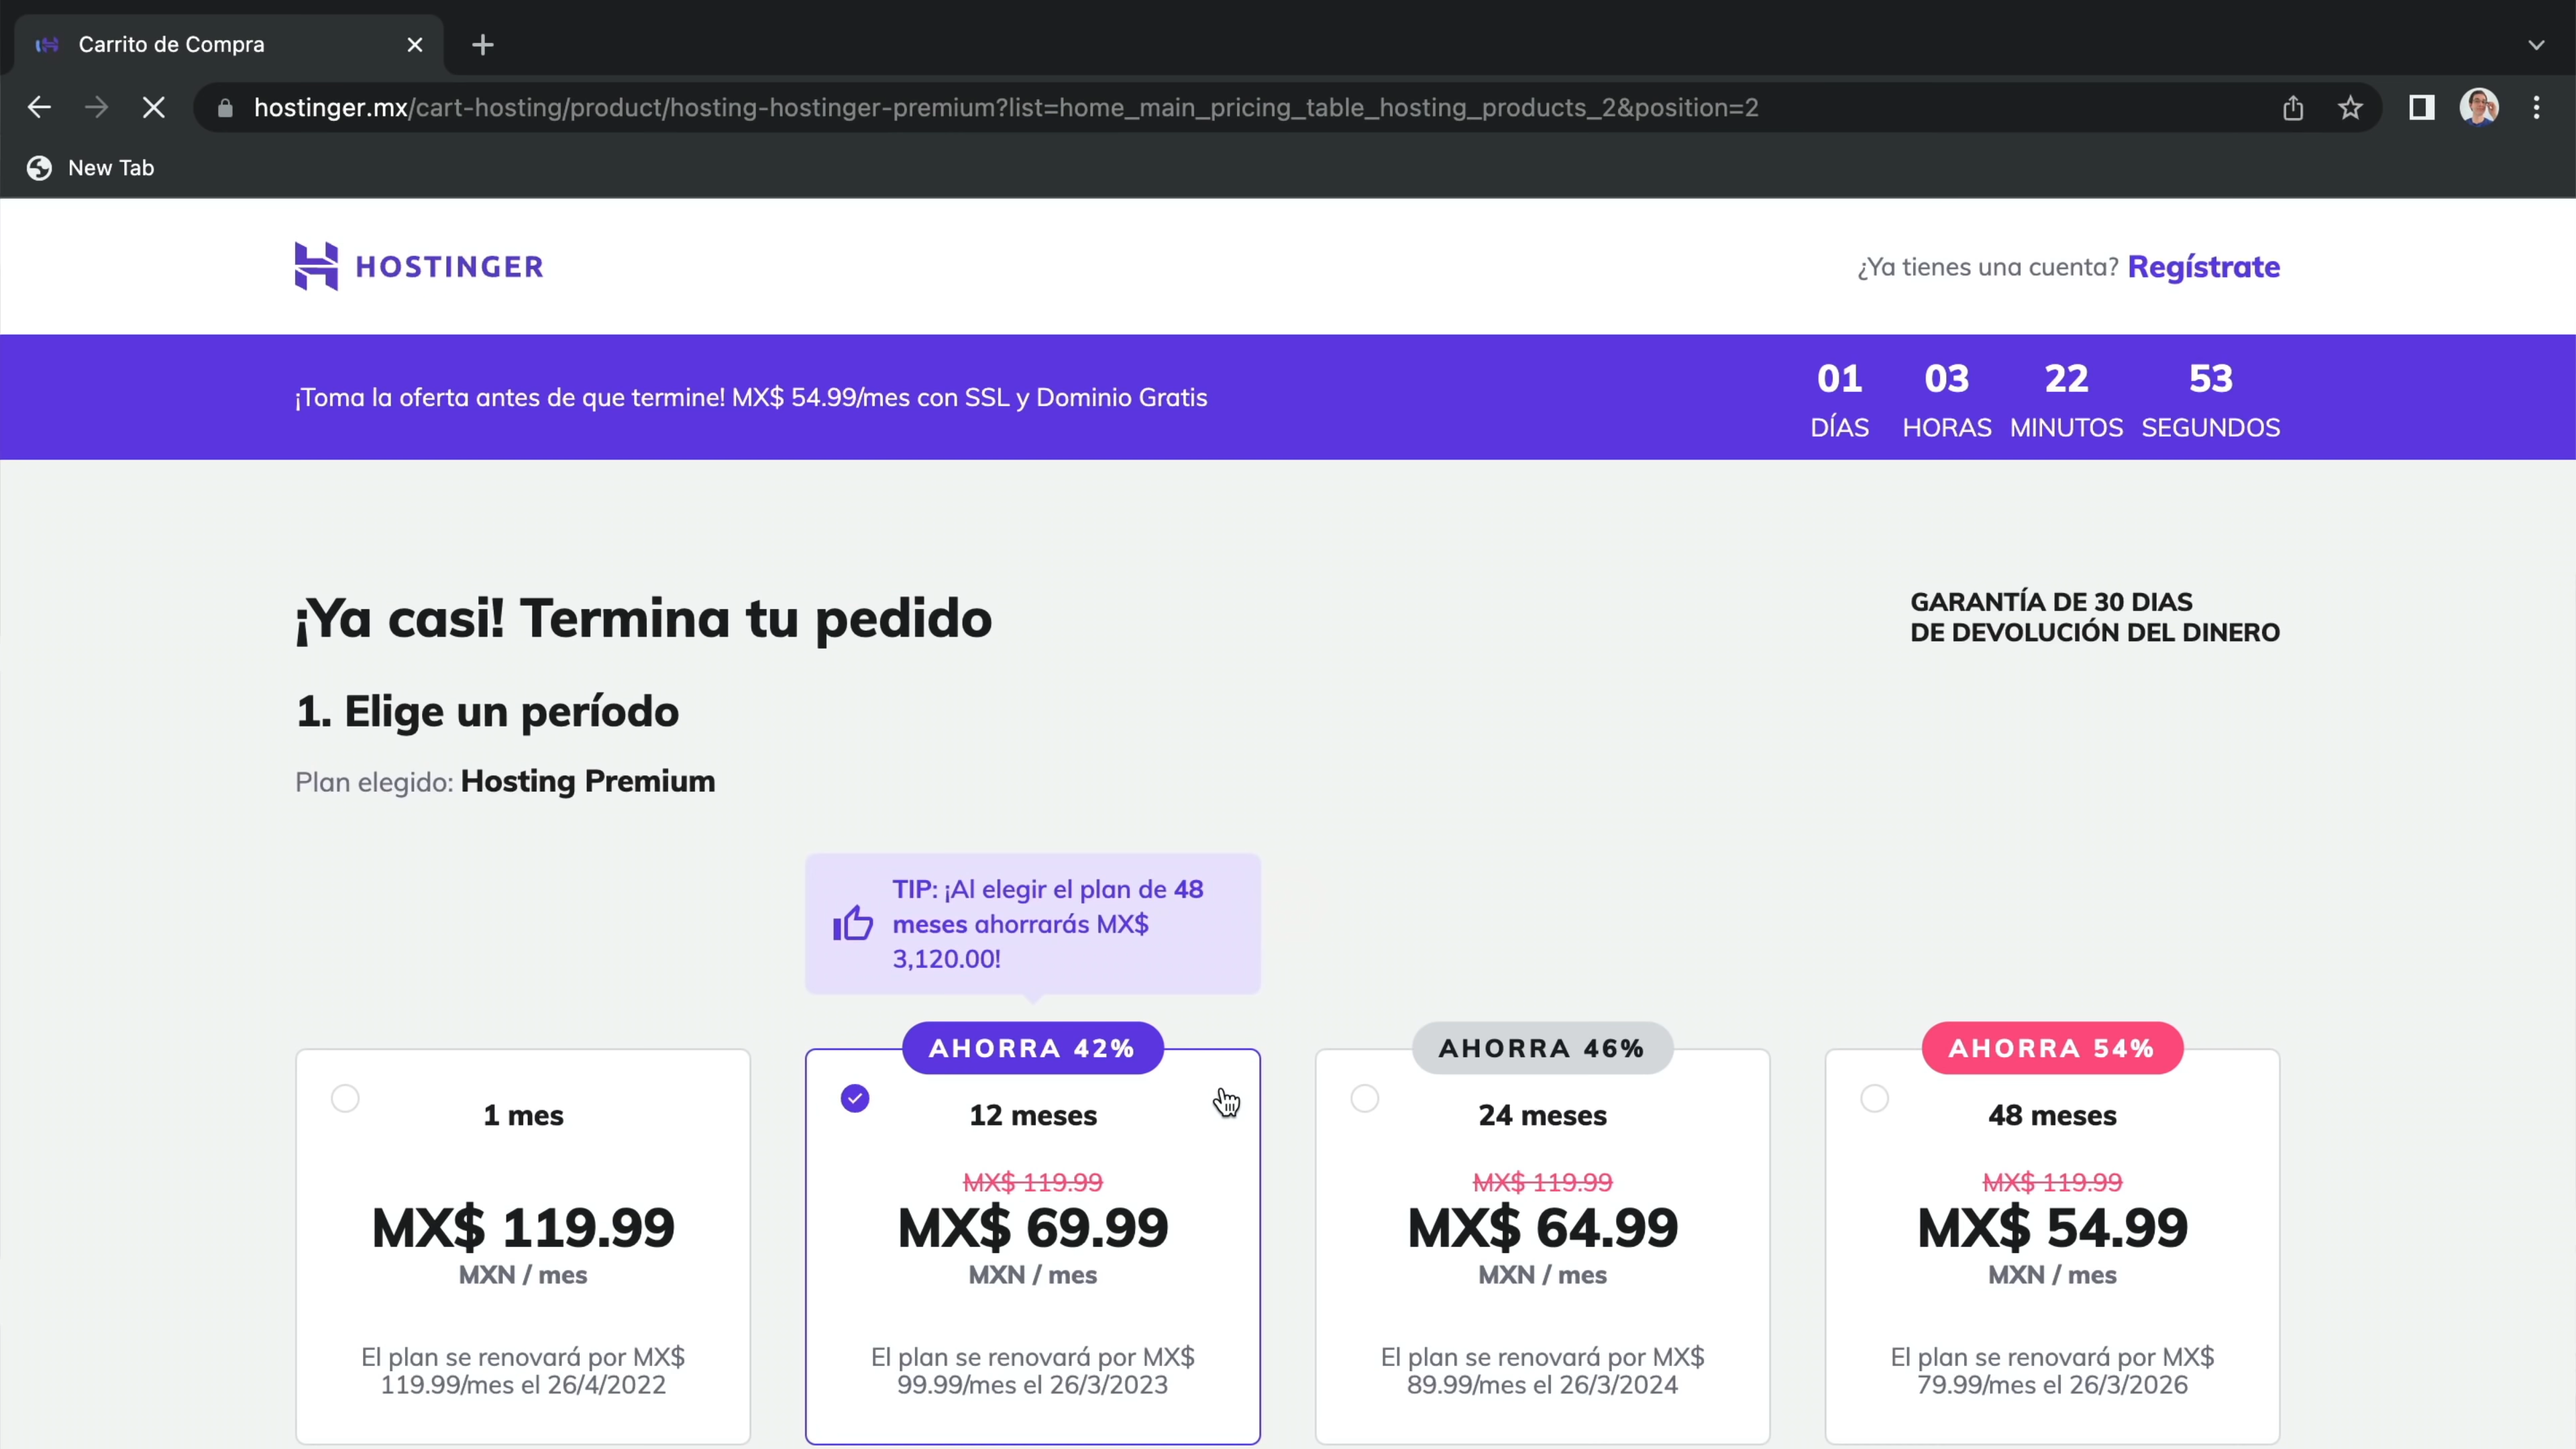 Carrito de Compra
hostinger.mx/cart-hosting/product/hosting-hostinger-premium?list=home_main_pricing_table_hosting_products_2&position=2
New Tab
HOSTINGER
¿Ya tienes una cuenta? Regístrate
¡Toma la oferta antes de que termine! MX$ 54.99/mes con SSL y Dominio Gratis
01 03 22 53
DÍAS HORAS MINUTOS SEGUNDOS
¡Ya casi! Termina tu pedido
GARANTÍA DE 30 DIAS
DE DEVOLUCIÓN DEL DINERO
1. Elige un período
Plan elegido: Hosting Premium
TIP: ¡Al elegir el plan de 48
meses ahorrarás MX$
3,120.00!
1 mes
MX$ 119.99
MXN / mes
El plan se renovará por MX$
119.99/mes el 26/4/2022
AHORRA 42%
12 meses
MX$ 119.99
MX$ 69.99
MXN / mes
El plan se renovará por MX$
99.99/mes el 26/3/2023
AHORRA 46%
24 meses
MX$ 119.99
MX$ 64.99
MXN / mes
El plan se renovará por MX$
89.99/mes el 26/3/2024
AHORRA 54%
48 meses
MX$ 119.99
MX$ 54.99
MXN / mes
El plan se renovará por MX$
79.99/mes el 26/3/2026